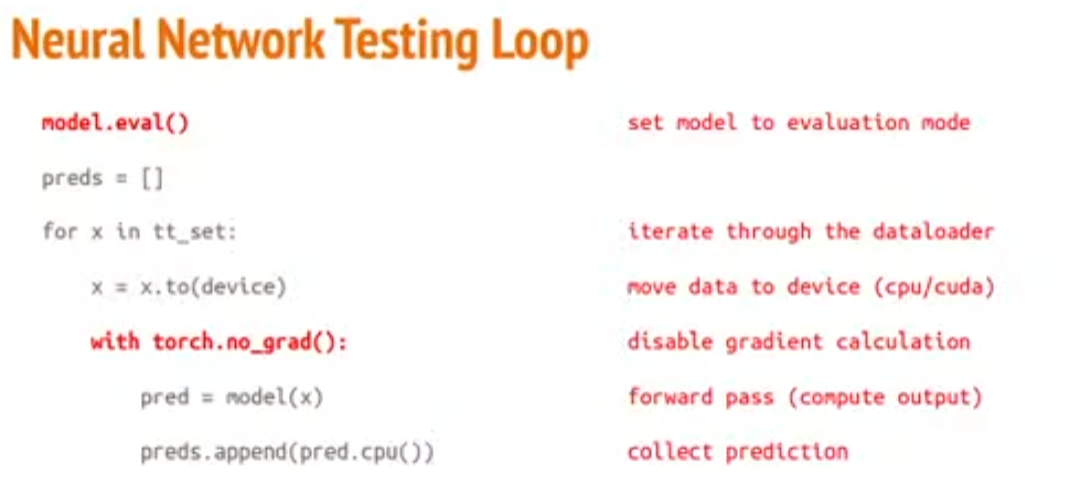 Neural Network Testing Loop
model.eval() set model to evaluation mode
preds = []
for x in tt_set: iterate through the dataloader
x = x.to(device) move data to device (cpu/cuda)
with torch.no_grad(): disable gradient calculation
pred = model(x) forward pass (compute output)
preds.append(pred.cpu()) collect prediction